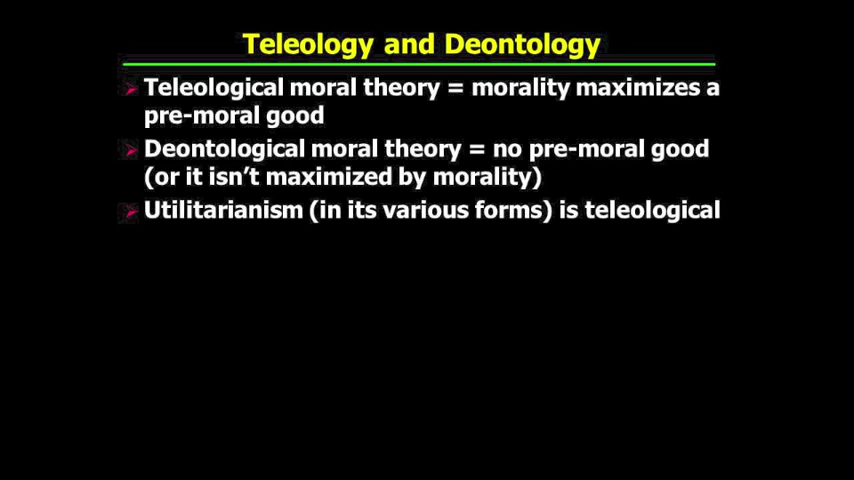 Teleology and Deontology
Teleological moral theory = morality maximizes a
pre-moral good
Deontological moral theory = no pre-moral good
(or it isn't maximized by morality)
Utilitarianism (in its various forms) is teleological